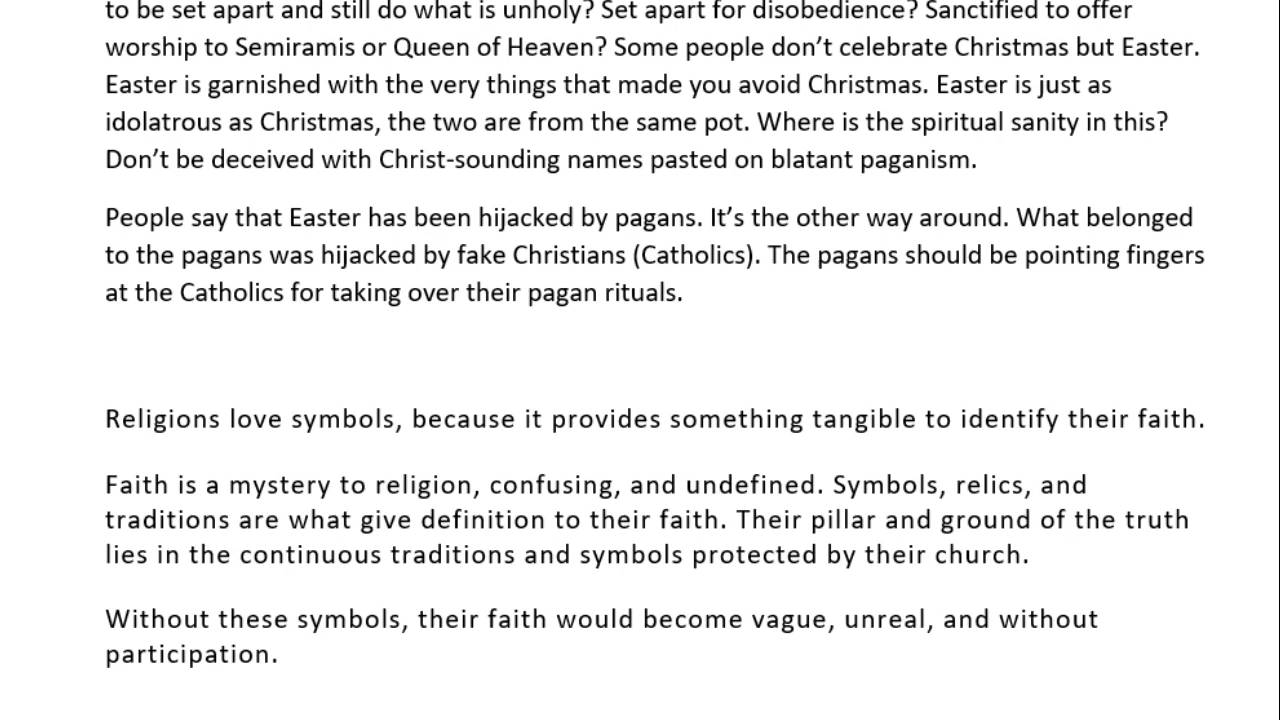 to be set apart and still do what is unholy? Set apart for disobedience? Sanctified to offer
worship to Semiramis or Queen of Heaven? Some people don’t celebrate Christmas but Easter.
Easter is garnished with the very things that made you avoid Christmas. Easter is just as
idolatrous as Christmas, the two are from the same pot. Where is the spiritual sanity in this?
Don’t be deceived with Christ-sounding names pasted on blatant paganism.
People say that Easter has been hijacked by pagans. It’s the other way around. What belonged
to the pagans was hijacked by fake Christians (Catholics). The pagans should be pointing fingers
at the Catholics for taking over their pagan rituals.
Religions love symbols, because it provides something tangible to identify their faith.
Faith is a mystery to religion, confusing, and undefined. Symbols, relics, and
traditions are what give definition to their faith. Their pillar and ground of the truth
lies in the continuous traditions and symbols protected by their church.
Without these symbols, their faith would become vague, unreal, and without
participation.